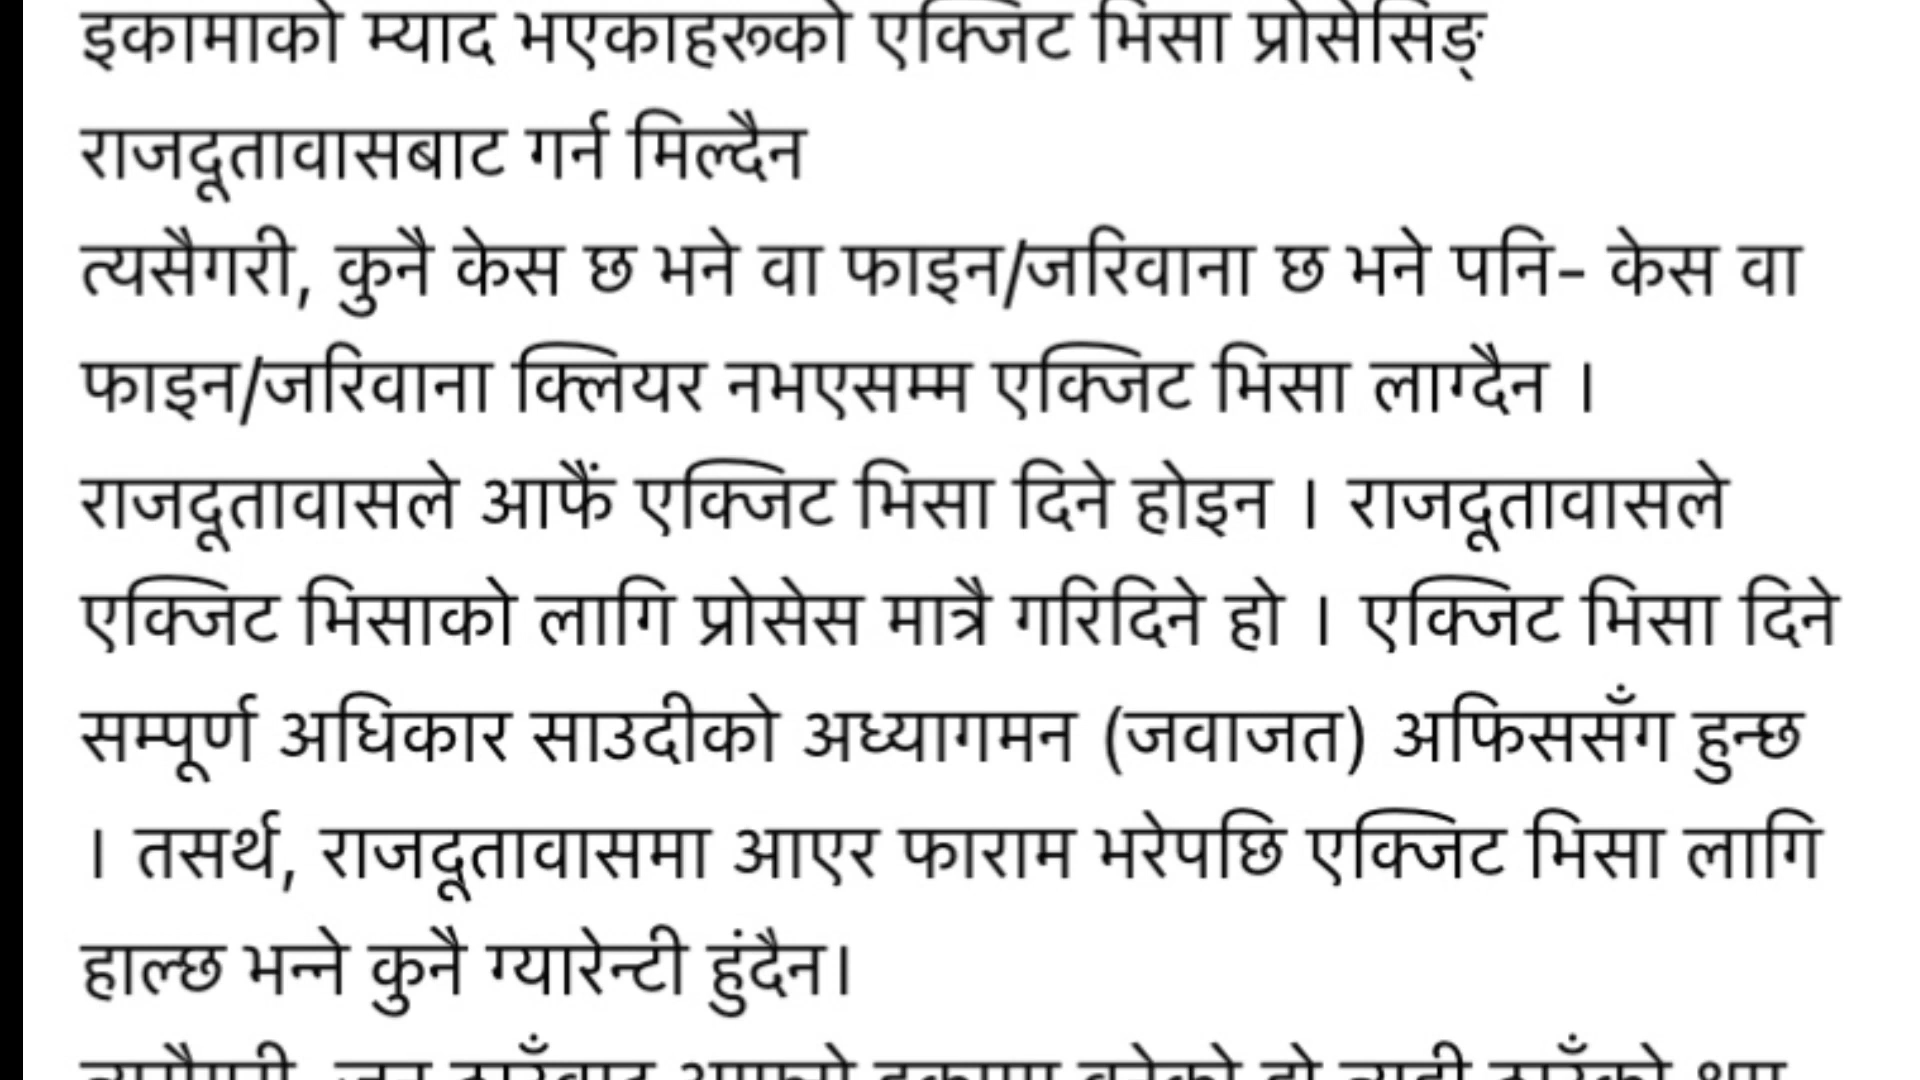 इकामाको म्याद भएकाहरूको एक्जिट भिसा प्रोसेसिङ्
राजदूतावासबाट गर्न मिल्दैन
त्यसैगरी, कुनै केस छ भने वा फाइन/जरिवाना छ भने पनि- केस वा
फाइन/जरिवाना क्लियर नभएसम्म एक्जिट भिसा लाग्दैन ।
राजदूतावासले आफैं एक्जिट भिसा दिने होइन । राजदूतावासले
एक्जिट भिसाको लागि प्रोसेस मात्रै गरिदिने हो । एक्जिट भिसा दिने
सम्पूर्ण अधिकार साउदीको अध्यागमन (जवाजत) अफिससँग हुन्छ
। तसर्थ, राजदूतावासमा आएर फाराम भरेपछि एक्जिट भिसा लागि
हाल्छ भन्ने कुनै ग्यारेन्टी हुंदैन।